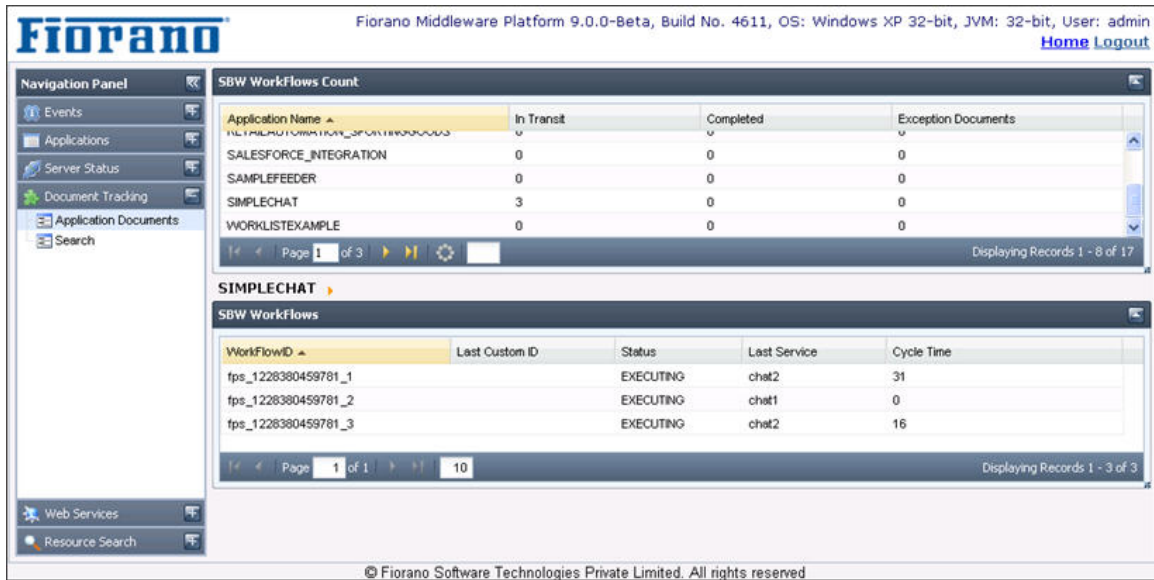 Fiorano
Fiorano Middleware Platform 9.0.0-Beta, Build No. 4611, OS: Windows XP 32-bit, JVM: 32-bit, User: admin
Home Logout
Navigation Panel
Events
Applications
Server Status
Document Tracking
Application Documents
Search
Web Services
Resource Search
SBW WorkFlows Count
Application Name In Transit Completed Exception Documents
RETAILAUTOMATION_SPORTINGGOODS 0 0 0
SALESFORCE_INTEGRATION 0 0 0
SAMPLEFEEDER 0 0 0
SIMPLECHAT 3 0 0
WORKLISTEXAMPLE 0 0 0
Page 1 of 3 Displaying Records 1 - 8 of 17
SIMPLECHAT
SBW WorkFlows
WorkFlowID Last Custom ID Status Last Service Cycle Time
fps_1228380459781_1 EXECUTING chat2 31
fps_1228380459781_2 EXECUTING chat1 0
fps_1228380459781_3 EXECUTING chat2 16
Page 1 of 1 10 Displaying Records 1 - 3 of 3
© Fiorano Software Technologies Private Limited. All rights reserved